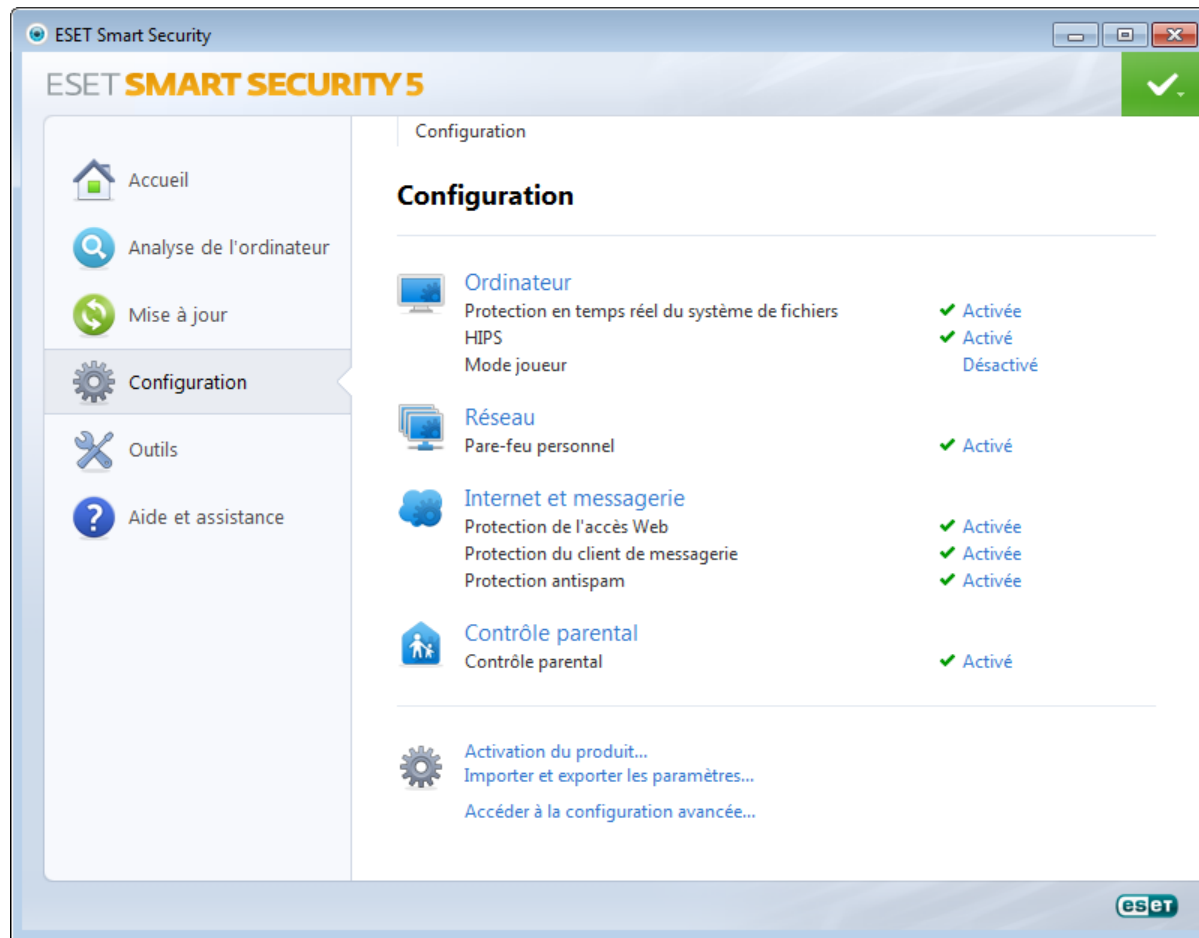 ESET Smart Security
ESET SMART SECURITY 5
Accueil
Analyse de l'ordinateur
Mise à jour
Configuration
Outils
Aide et assistance
Configuration
Configuration
Ordinateur
Protection en temps réel du système de fichiers Activée
HIPS Activé
Mode joueur Désactivé
Réseau
Pare-feu personnel Activé
Internet et messagerie
Protection de l'accès Web Activée
Protection du client de messagerie Activée
Protection antispam Activée
Contrôle parental
Contrôle parental Activé
Activation du produit...
Importer et exporter les paramètres...
Accéder à la configuration avancée...
eset